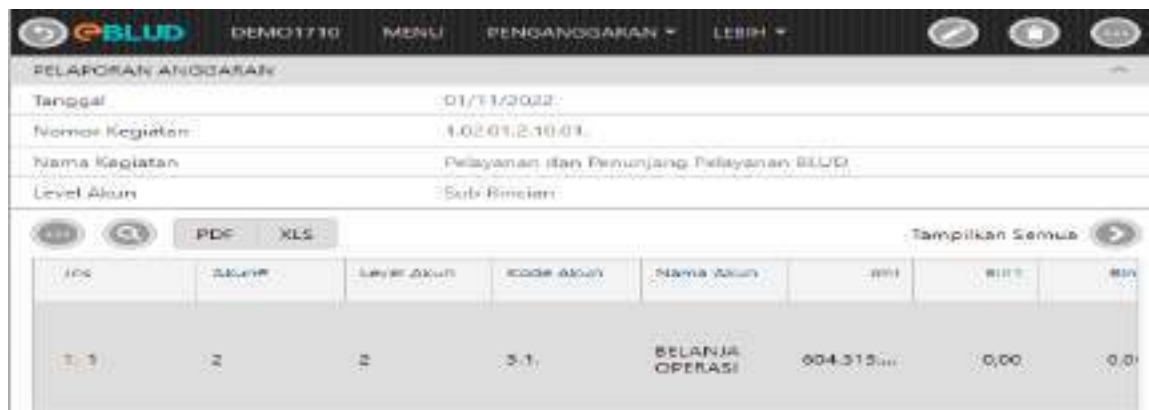 eBLUD DEMO1710 MENU PENGANGGARAN LEBIH
PELAPORAN ANGGARAN
Tanggal 01/11/2022
Nomor Kegiatan 1.02.01.2.10.01.
Nama Kegiatan Pelayanan dan Penunjang Pelayanan BLUD
Level Akun Sub Rincian
PDF XLS Tampilkan Semua
Akun# Level Akun Kode Akun Nama Akun
1, 1 2 2 5.1. BELANJA OPERASI 604.315.... 0,00 0,0